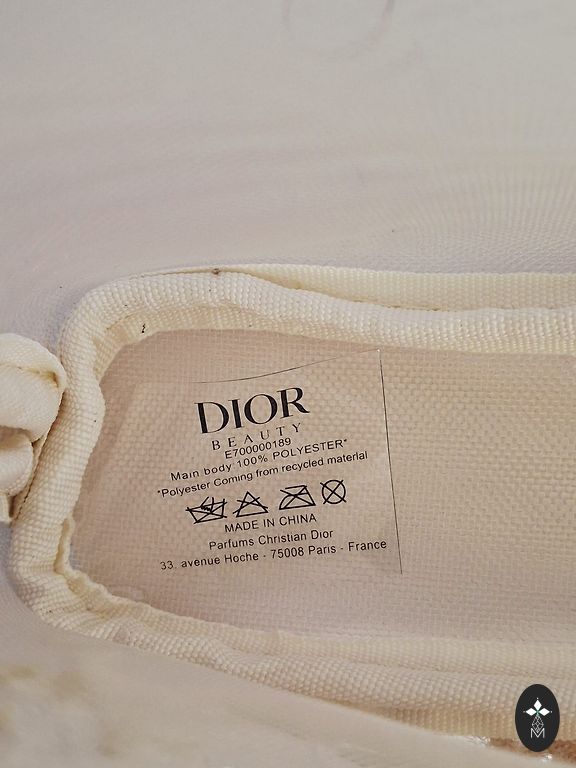 DIOR
BEAUTY
E700000189
Main body 100% POLYESTER*
*Polyester Coming from recycled material
MADE IN CHINA
Parfums Christian Dior
33, avenue Hoche - 75008 Paris - France
M